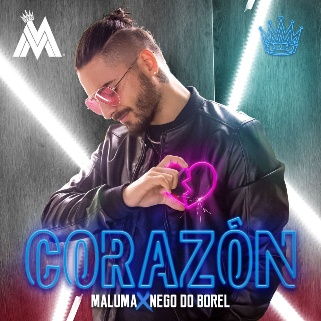 M
CORAZÓN
MALUMA X NEGO DO BOREL